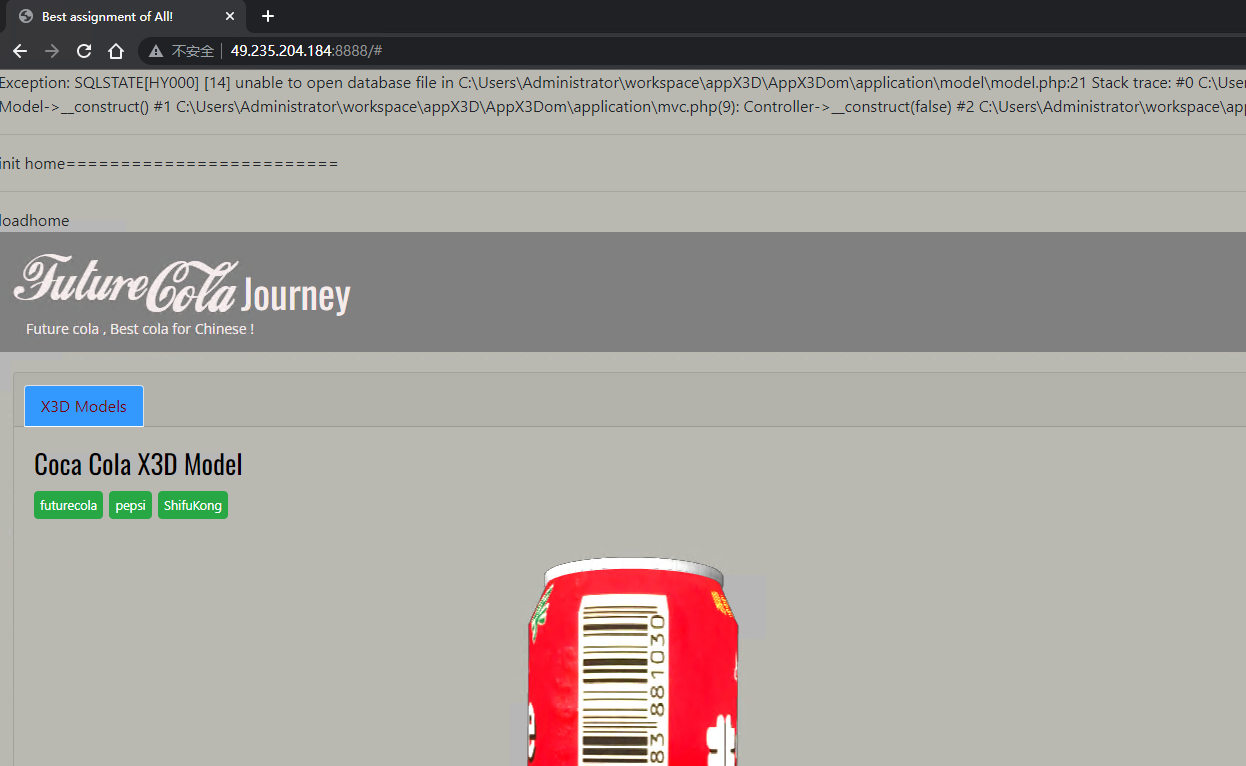 Best assignment of All!
不安全 49.235.204.184:8888/#
Exception: SQLSTATE[HY000] [14] unable to open database file in C:\Users\Administrator\workspace\appX3D\AppX3Dom\application\model\model.php:21 Stack trace: #0 C:\User
Model->__construct() #1 C:\Users\Administrator\workspace\appX3D\AppX3Dom\application\mvc.php(9): Controller->__construct(false) #2 C:\Users\Administrator\workspace\app
init home=========================
loadhome
FutureCola Journey
Future cola , Best cola for Chinese !
X3D Models
Coca Cola X3D Model
futurecola pepsi ShifuKong
83 881030